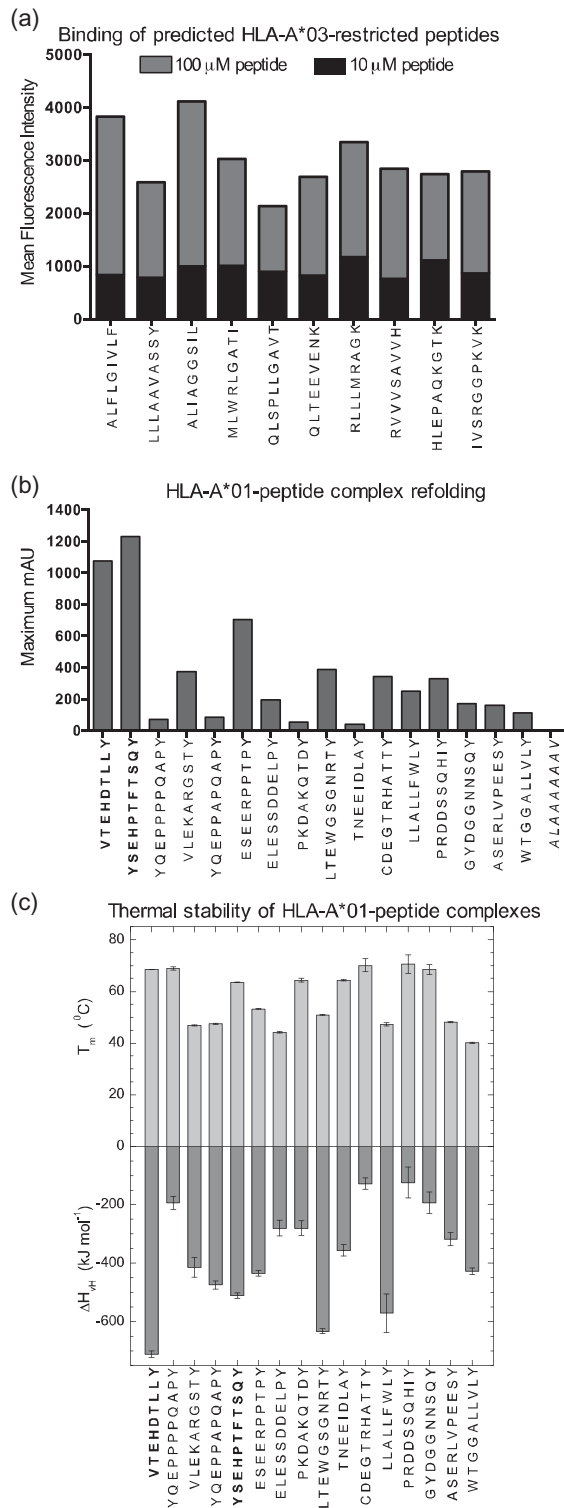 (a)
Binding of predicted HLA-A*03-restricted peptides
100 μM peptide 10 μM peptide
Mean Fluorescence Intensity
5000
4000
3000
2000
1000
0
ALFLGIVLF
LLLAAVASSY
ALIAGGSIL
MLWRLGATI
QLSPLLGAVT
QLTEEVENK
RLLLMRAGK
RVVVSAVVH
HLEPAQKGTK
IVSRGGPKVK
(b)
HLA-A*01-peptide complex refolding
Maximum mAU
1400
1200
1000
800
600
400
200
0
VTEHDTLLY
YSEHPTFTSQY
YQEPPPPQAPY
VLEKARGSTY
YQEPPAPQAPY
ESEERPPTPY
ELESSDDELPY
PKDAKQTDY
LTEWGSGNRTY
TNEEIDLAY
CDEGTRHATTY
LLALLFWLY
PRDDSSQHIY
GYDGGNNSQY
ASERLVPEESY
WTGGALLVLY
ALAAAAAAV
(c)
Thermal stability of HLA-A*01-peptide complexes
Tm (°C)
80
60
40
20
0
-200
-400
-600
ΔHvH (kJ mol-1)
VTEHDTLLY
YQEPPPPQAPY
VLEKARGSTY
YQEPPAPQAPY
YSEHPTFTSQY
ESEERPPTPY
ELESSDDELPY
PKDAKQTDY
LTEWGSGNRTY
TNEEIDLAY
CDEGTRHATTY
LLALLFWLY
PRDDSSQHIY
GYDGGNNSQY
ASERLVPEESY
WTGGALLVLY